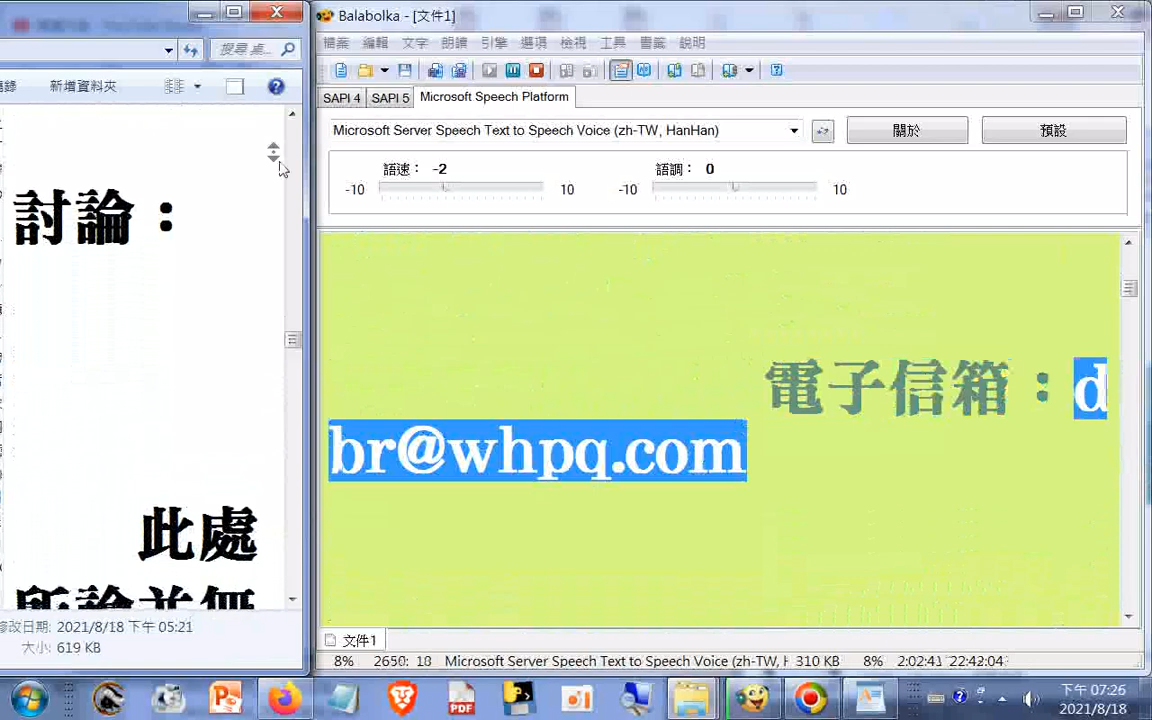 Balabolka - [文件1]
檔案 編輯 文字 朗讀 引擎 選項 檢視 工具 書籤 說明
搜尋 桌...
新增資料夾
SAPI 4 SAPI 5 Microsoft Speech Platform
Microsoft Server Speech Text to Speech Voice (zh-TW, HanHan)
關於
預設
語速： -2
語調： 0
-10 10 -10 10
討論：
電子信箱：d
br@whpq.com
此處
所論並無
修改日期: 2021/8/18 下午 05:21
大小: 619 KB
文件1
8% 2650: 18 Microsoft Server Speech Text to Speech Voice (zh-TW, H 310 KB 8% 2:02:41 22:42:04
PDF
下午 07:26
2021/8/18